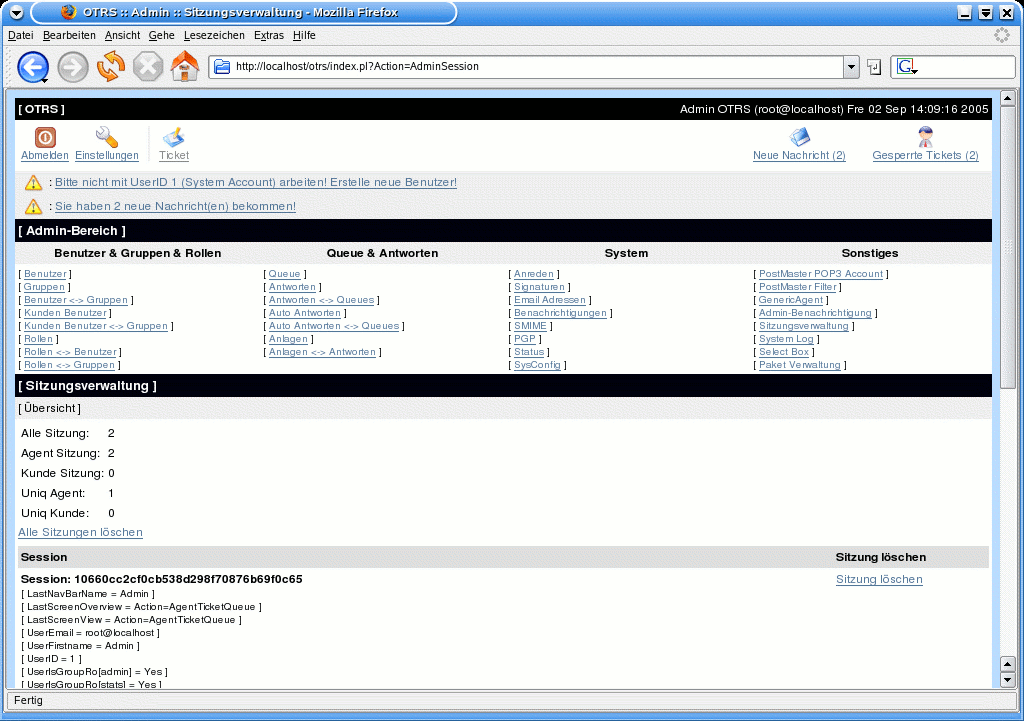 OTRS :: Admin :: Sitzungsverwaltung - Mozilla Firefox
Datei Bearbeiten Ansicht Gehe Lesezeichen Extras Hilfe
http://localhost/otrs/index.pl?Action=AdminSession
[ OTRS ] Admin OTRS (root@localhost) Fre 02 Sep 14:09:16 2005
Abmelden Einstellungen Ticket Neue Nachricht (2) Gesperrte Tickets (2)
: Bitte nicht mit UserID 1 (System Account) arbeiten! Erstelle neue Benutzer!
: Sie haben 2 neue Nachricht(en) bekommen!
[ Admin-Bereich ]
Benutzer & Gruppen & Rollen Queue & Antworten System Sonstiges
[ Benutzer ] [ Queue ] [ Anreden ] [ PostMaster POP3 Account ]
[ Gruppen ] [ Antworten ] [ Signaturen ] [ PostMaster Filter ]
[ Benutzer <-> Gruppen ] [ Antworten <-> Queues ] [ Email Adressen ] [ GenericAgent ]
[ Kunden Benutzer ] [ Auto Antworten ] [ Benachrichtigungen ] [ Admin-Benachrichtigung ]
[ Kunden Benutzer <-> Gruppen ] [ Auto Antworten <-> Queues ] [ SMIME ] [ Sitzungsverwaltung ]
[ Rollen ] [ Anlagen ] [ PGP ] [ System Log ]
[ Rollen <-> Benutzer ] [ Anlagen <-> Antworten ] [ Status ] [ Select Box ]
[ Rollen <-> Gruppen ] [ SysConfig ] [ Paket Verwaltung ]
[ Sitzungsverwaltung ]
[ Übersicht ]
Alle Sitzung: 2
Agent Sitzung: 2
Kunde Sitzung: 0
Uniq Agent: 1
Uniq Kunde: 0
Alle Sitzungen löschen
Session Sitzung löschen
Session: 10660cc2cf0cb538d298f70876b69f0c65 Sitzung löschen
[ LastNavBarName = Admin ]
[ LastScreenOverview = Action=AgentTicketQueue ]
[ LastScreenView = Action=AgentTicketQueue ]
[ UserEmail = root@localhost ]
[ UserFirstname = Admin ]
[ UserID = 1 ]
[ UserIsGroupRo[admin] = Yes ]
[ UserIsGroupRo[stats] = Yes ]
Fertig